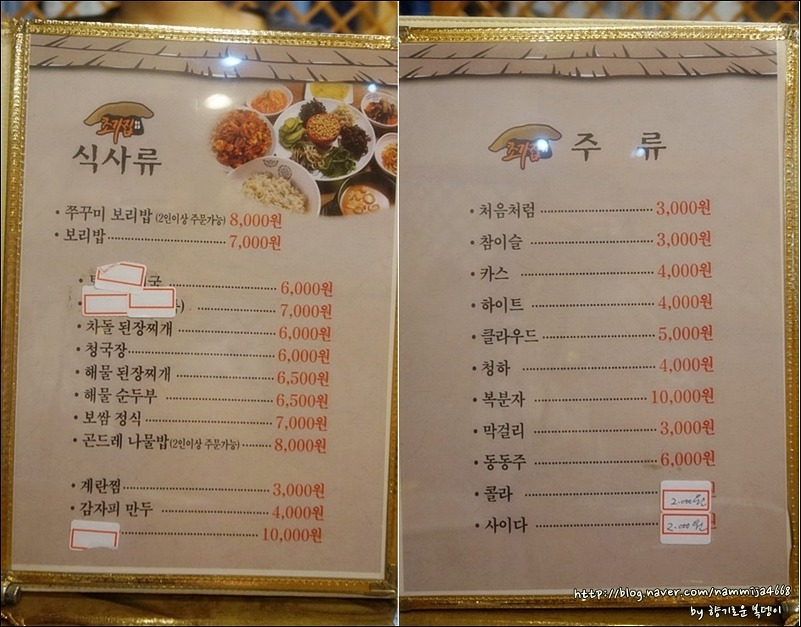 초가집
식사류
• 쭈꾸미 보리밥 (2인이상 주문가능) 8,000원
• 보리밥 7,000원
국 6,000원
7,000원
• 차돌 된장찌개 6,000원
• 청국장 6,000원
• 해물 된장찌개 6,500원
• 해물 순두부 6,500원
• 보쌈 정식 7,000원
• 곤드레 나물밥(2인이상 주문가능) 8,000원
• 계란찜 3,000원
• 감자피 만두 4,000원
10,000원
초가집 주 류
• 처음처럼 3,000원
• 참이슬 3,000원
• 카스 4,000원
• 하이트 4,000원
• 클라우드 5,000원
• 청하 4,000원
• 복분자 10,000원
• 막걸리 3,000원
• 동동주 6,000원
• 콜라 2.000원
• 사이다 2.000원
http://blog.naver.com/nammija4668
by 향기로운 복뎅이